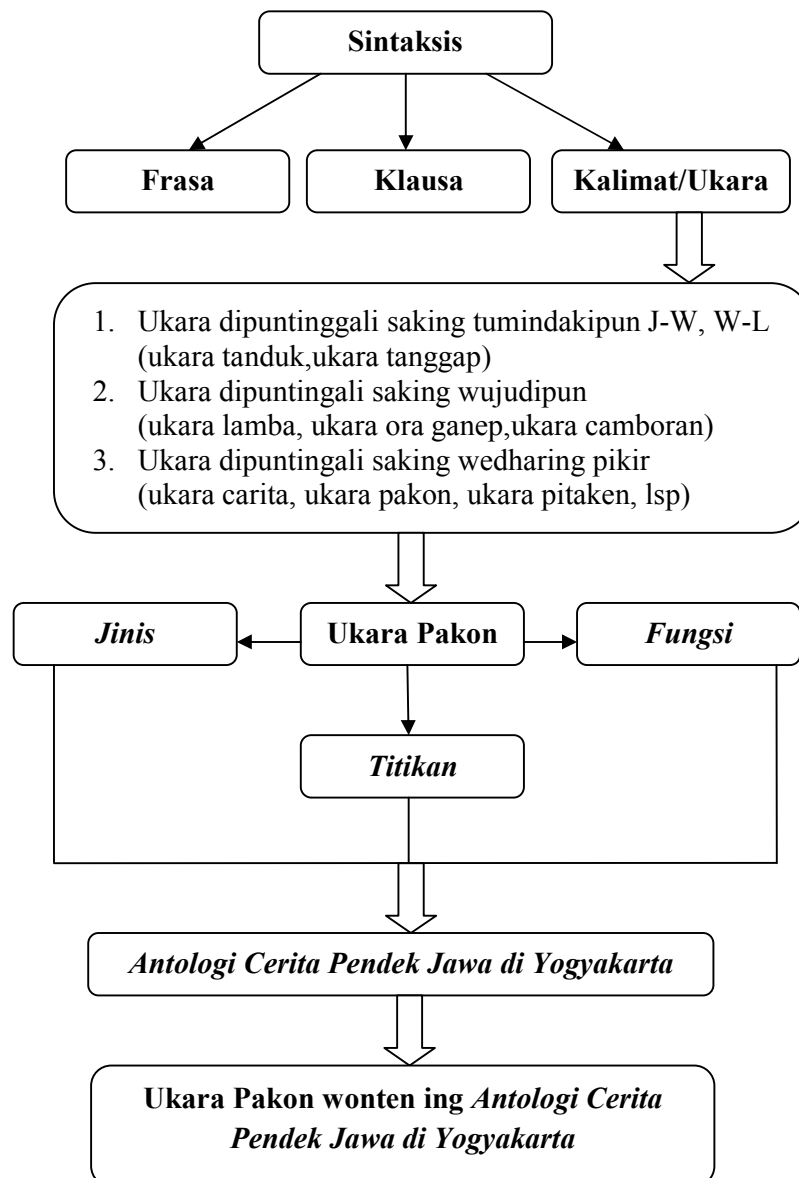 Sintaksis
Frasa
Klausa
Kalimat/Ukara
1. Ukara dipuntinggali saking tumindakipun J-W, W-L
(ukara tanduk,ukara tanggap)
2. Ukara dipuntingali saking wujudipun
(ukara lamba, ukara ora ganep,ukara camboran)
3. Ukara dipuntingali saking wedharing pikir
(ukara carita, ukara pakon, ukara pitaken, lsp)
Jinis
Ukara Pakon
Fungsi
Titikan
Antologi Cerita Pendek Jawa di Yogyakarta
Ukara Pakon wonten ing Antologi Cerita
Pendek Jawa di Yogyakarta